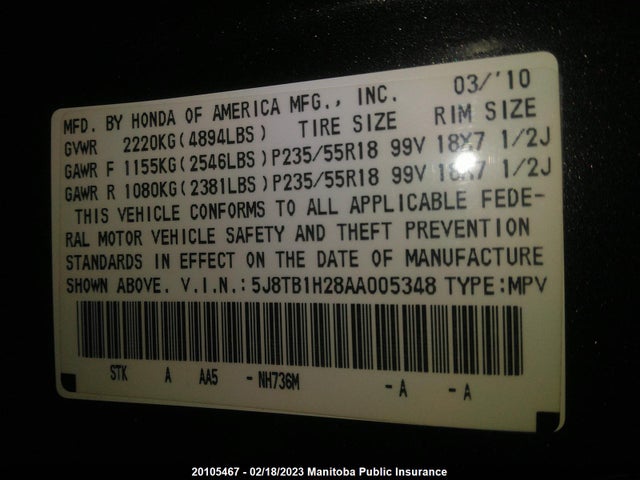 MFD. BY HONDA OF AMERICA MFG., INC. 03/'10
GVWR 2220KG(4894LBS) TIRE SIZE RIM SIZE
GAWR F 1155KG(2546LBS)P235/55R18 99V 18X7 1/2J
GAWR R 1080KG(2381LBS)P235/55R18 99V 18X7 1/2J
THIS VEHICLE CONFORMS TO ALL APPLICABLE FEDE-
RAL MOTOR VEHICLE SAFETY AND THEFT PREVENTION
STANDARDS IN EFFECT ON THE DATE OF MANUFACTURE
SHOWN ABOVE. V.I.N.:5J8TB1H28AA005348 TYPE:MPV
STK A AA5 -NH736M -A -A
20105467 - 02/18/2023 Manitoba Public Insurance